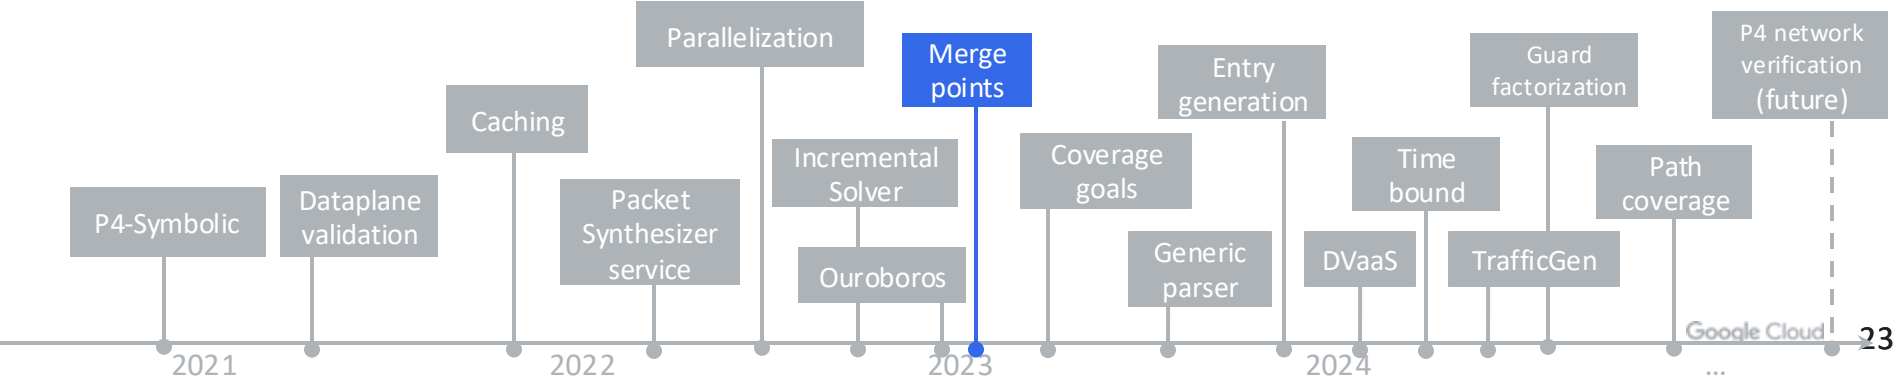 P4-Symbolic
Dataplane
validation
Caching
Packet
Synthesizer
service
Parallelization
Incremental
Solver
Ouroboros
Merge
points
Coverage
goals
Generic
parser
Entry
generation
DVaaS
Time
bound
TrafficGen
Guard
factorization
Path
coverage
P4 network
verification
(future)
2021
2022
2023
2024
...
Google Cloud
23